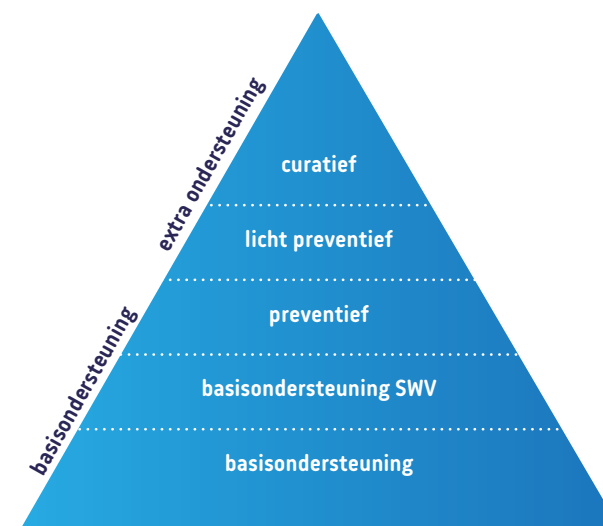 extra ondersteuning
curatief
licht preventief
preventief
basisondersteuning
basisondersteuning SWV
basisondersteuning